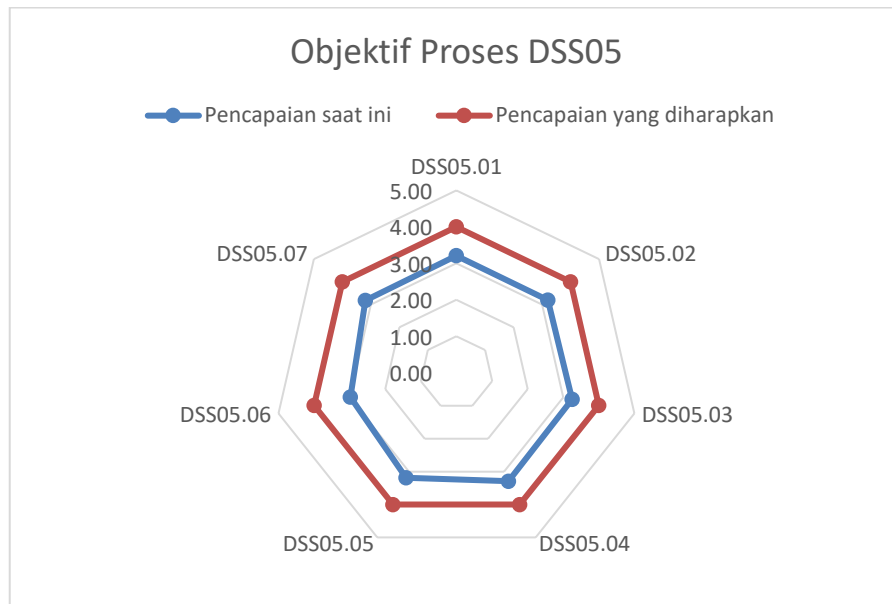 Objektif Proses DSS05
Pencapaian saat ini
Pencapaian yang diharapkan
DSS05.01
5.00
4.00
3.00
2.00
1.00
0.00
DSS05.02
DSS05.03
DSS05.04
DSS05.05
DSS05.06
DSS05.07